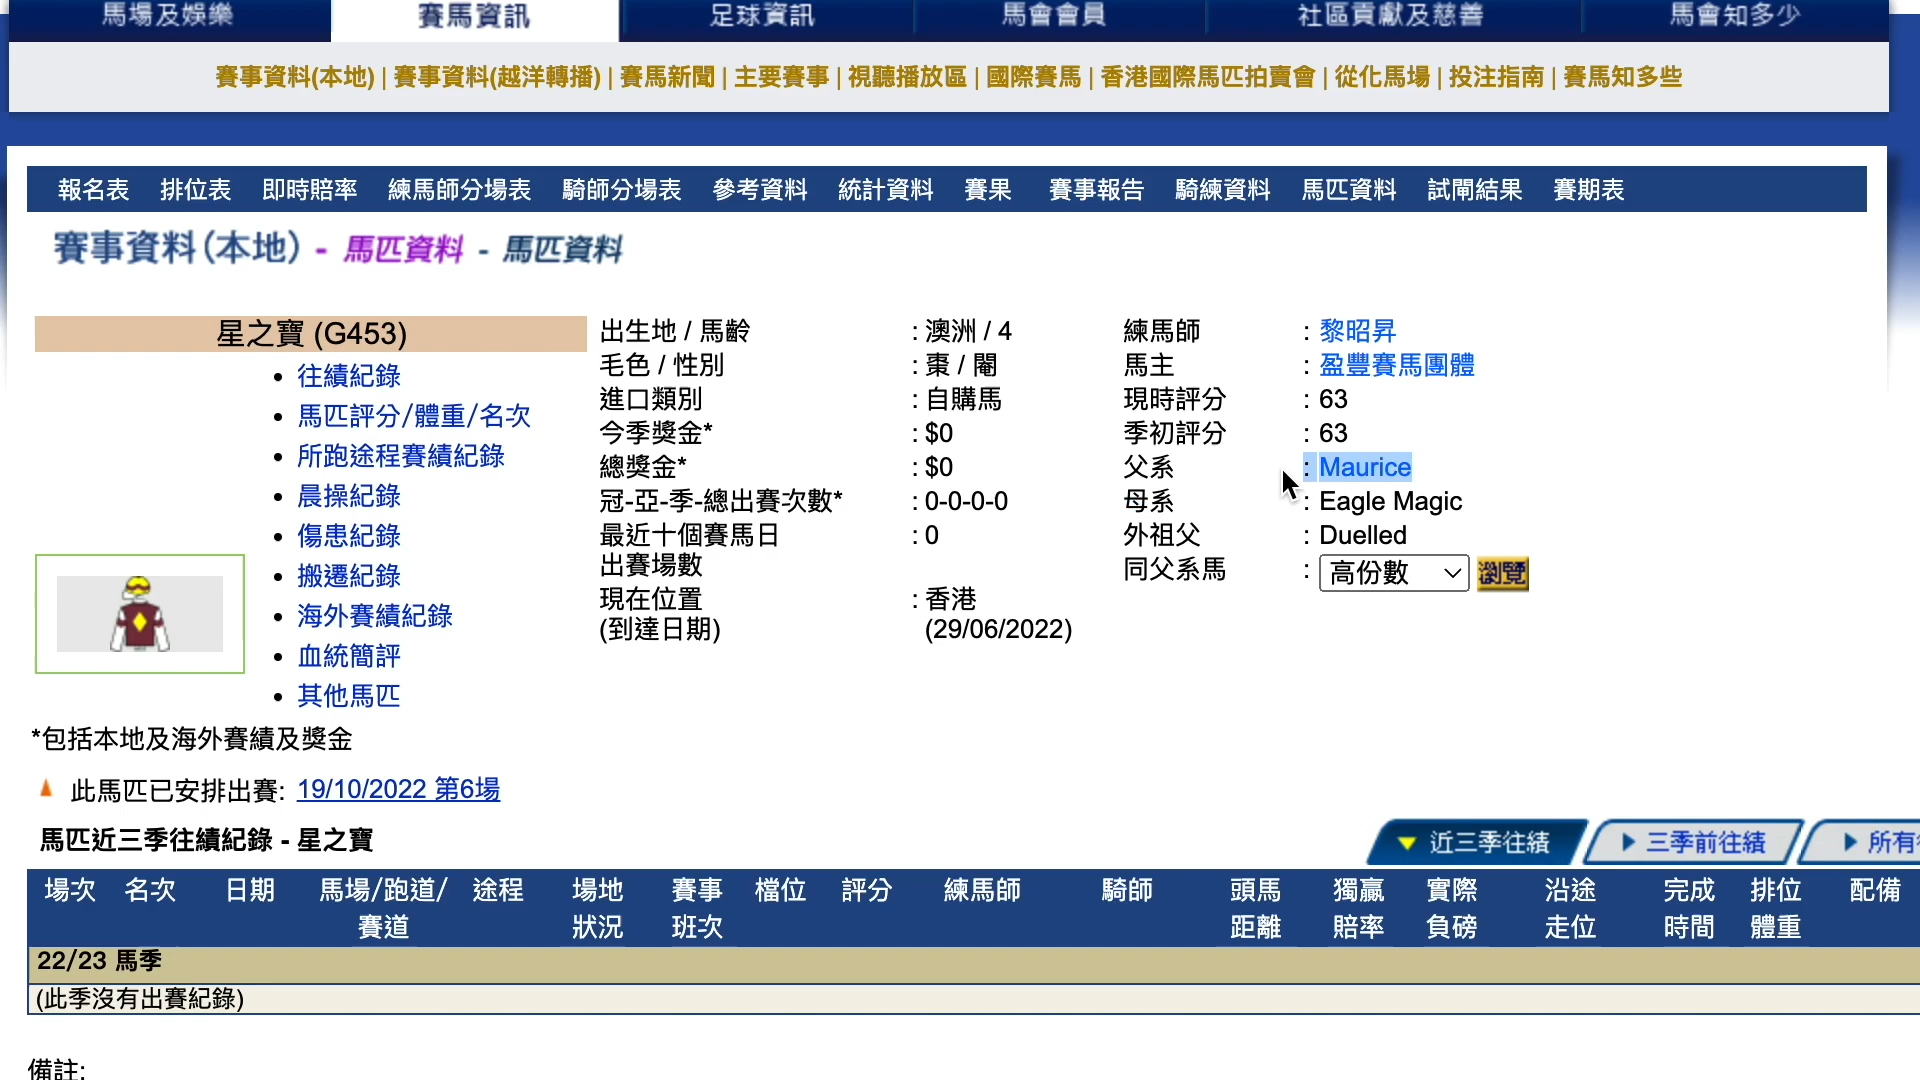 馬場及娛樂 賽馬資訊 足球資訊 馬會會員 社區貢獻及慈善 馬會知多少
賽事資料(本地) | 賽事資料(越洋轉播) | 賽馬新聞 | 主要賽事 | 視聽播放區 | 國際賽馬 | 香港國際馬匹拍賣會 | 從化馬場 | 投注指南 | 賽馬知多些
報名表 排位表 即時賠率 練馬師分場表 騎師分場表 參考資料 統計資料 賽果 賽事報告 騎練資料 馬匹資料 試閘結果 賽期表
賽事資料(本地) - 馬匹資料 - 馬匹資料
星之寶 (G453)
往績紀錄
馬匹評分/體重/名次
所跑途程賽績紀錄
晨操紀錄
傷患紀錄
搬遷紀錄
海外賽績紀錄
血統簡評
其他馬匹
出生地 / 馬齡 : 澳洲 / 4
毛色 / 性別 : 棗 / 閹
進口類別 : 自購馬
今季獎金* : $0
總獎金* : $0
冠-亞-季-總出賽次數* : 0-0-0-0
最近十個賽馬日 : 0
出賽場數
現在位置 : 香港
(到達日期) (29/06/2022)
練馬師 : 黎昭昇
馬主 : 盈豐賽馬團體
現時評分 : 63
季初評分 : 63
父系 : Maurice
母系 : Eagle Magic
外祖父 : Duelled
同父系馬 : 高份數 瀏覽
*包括本地及海外賽績及獎金
此馬匹已安排出賽: 19/10/2022 第6場
馬匹近三季往績紀錄 - 星之寶 近三季往績 三季前往績 所有
場次 名次 日期 馬場/跑道/ 途程 場地 賽事 檔位 評分 練馬師 騎師 頭馬 獨贏 實際 沿途 完成 排位 配備
賽道 狀況 班次 距離 賠率 負磅 走位 時間 體重
22/23 馬季
(此季沒有出賽紀錄)
備註: